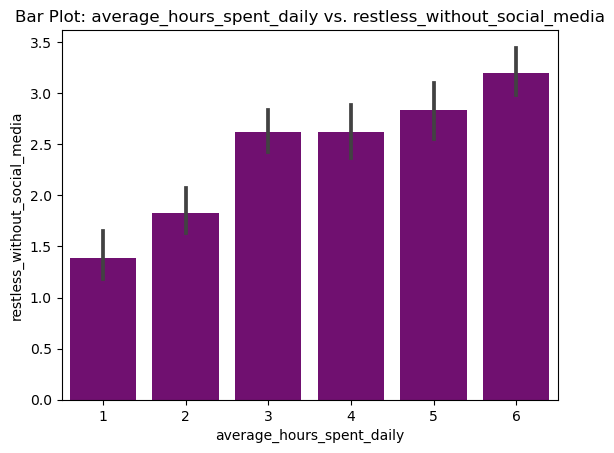 Bar Plot: average_hours_spent_daily vs. restless_without_social_media
3.5
3.0
2.5
2.0
1.5
1.0
0.5
0.0
restless_without_social_media
1 2 3 4 5 6
average_hours_spent_daily